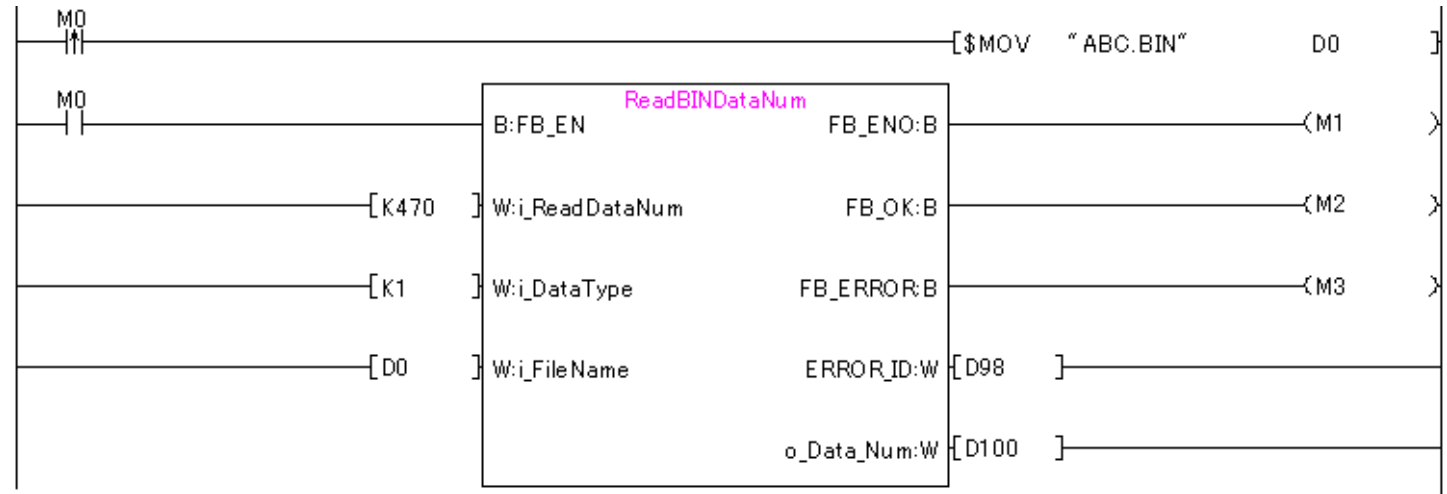 M0
[$MOV "ABC.BIN" D0 ]
M0
ReadBINDataNum
B:FB_EN FB_ENO:B (M1 )
[K470 ] W:i_ReadDataNum FB_OK:B (M2 )
[K1 ] W:i_DataType FB_ERROR:B (M3 )
[D0 ] W:i_FileName ERROR_ID:W [D98 ]
o_Data_Num:W [D100 ]